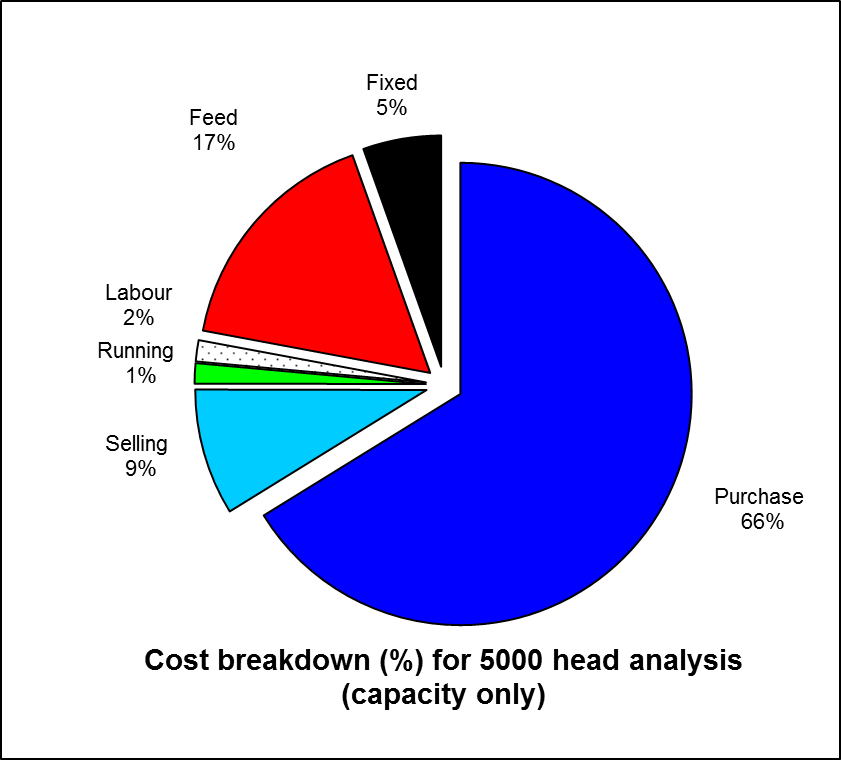 Fixed
5%
Feed
17%
Labour
2%
Running
1%
Selling
9%
Purchase
66%
Cost breakdown (%) for 5000 head analysis
(capacity only)